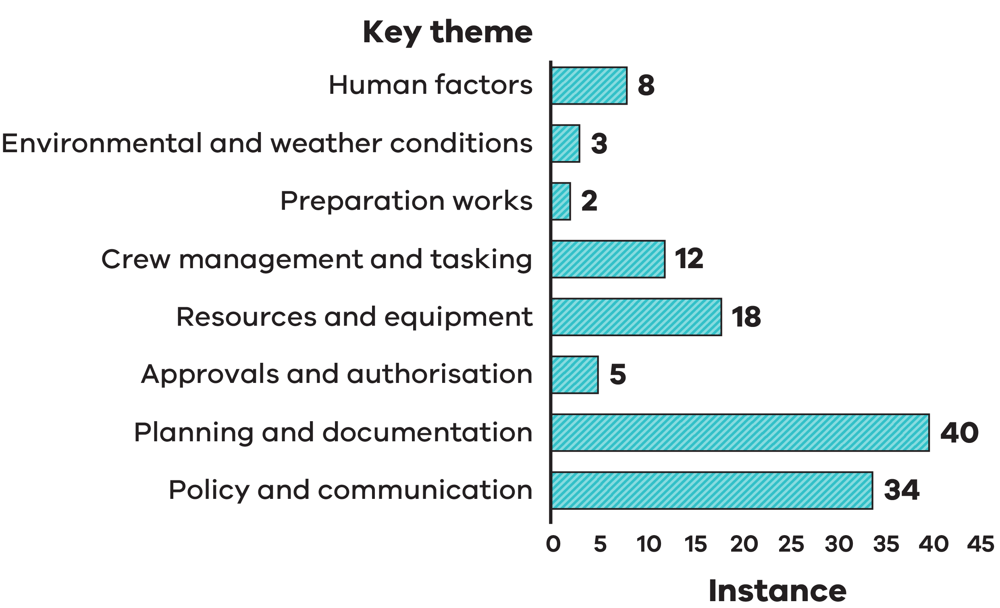 Key theme
Human factors 8
Environmental and weather conditions 3
Preparation works 2
Crew management and tasking 12
Resources and equipment 18
Approvals and authorisation 5
Planning and documentation 40
Policy and communication 34
0 5 10 15 20 25 30 35 40 45
Instance